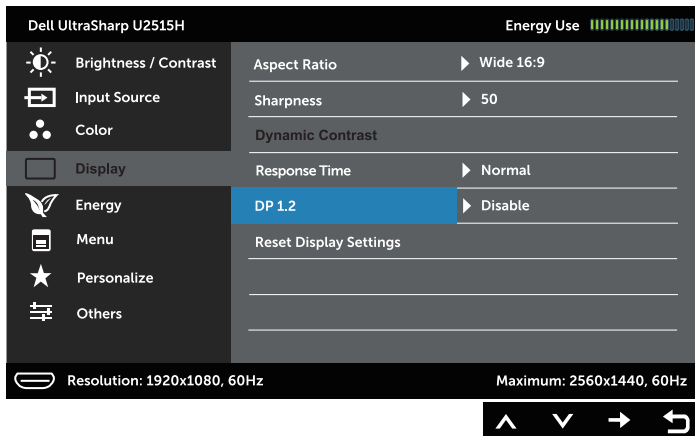 Dell UltraSharp U2515H Energy Use
Brightness / Contrast
Input Source
Color
Display
Energy
Menu
Personalize
Others
Aspect Ratio Wide 16:9
Sharpness 50
Dynamic Contrast
Response Time Normal
DP 1.2 Disable
Reset Display Settings
Resolution: 1920x1080, 60Hz Maximum: 2560x1440, 60Hz